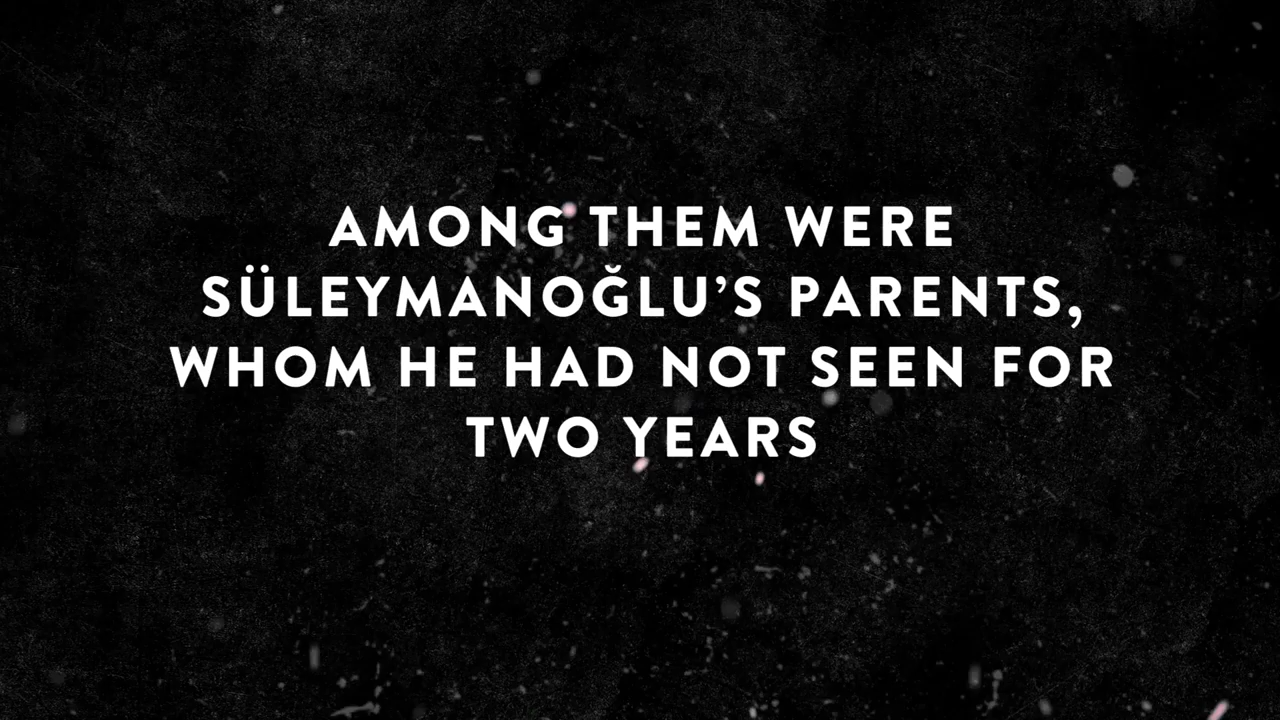 AMONG THEM WERE
SÜLEYMANOĞLU’S PARENTS,
WHOM HE HAD NOT SEEN FOR
TWO YEARS